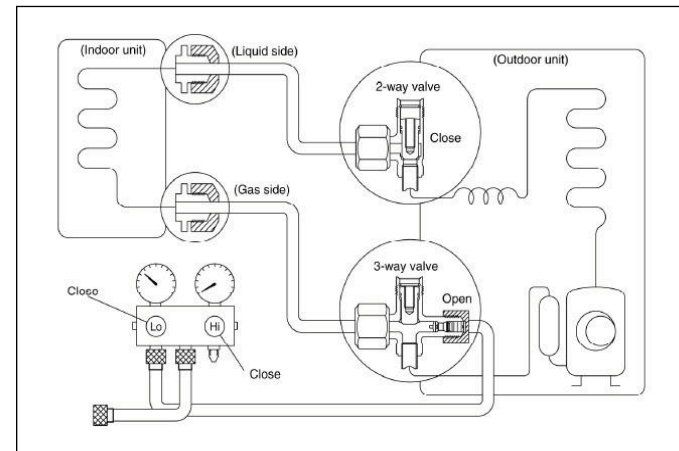 (Indoor unit)
(Liquid side)
(Outdoor unit)
2-way valve
Close
(Gas side)
3-way valve
Open
Close
Lo
Hi
Close